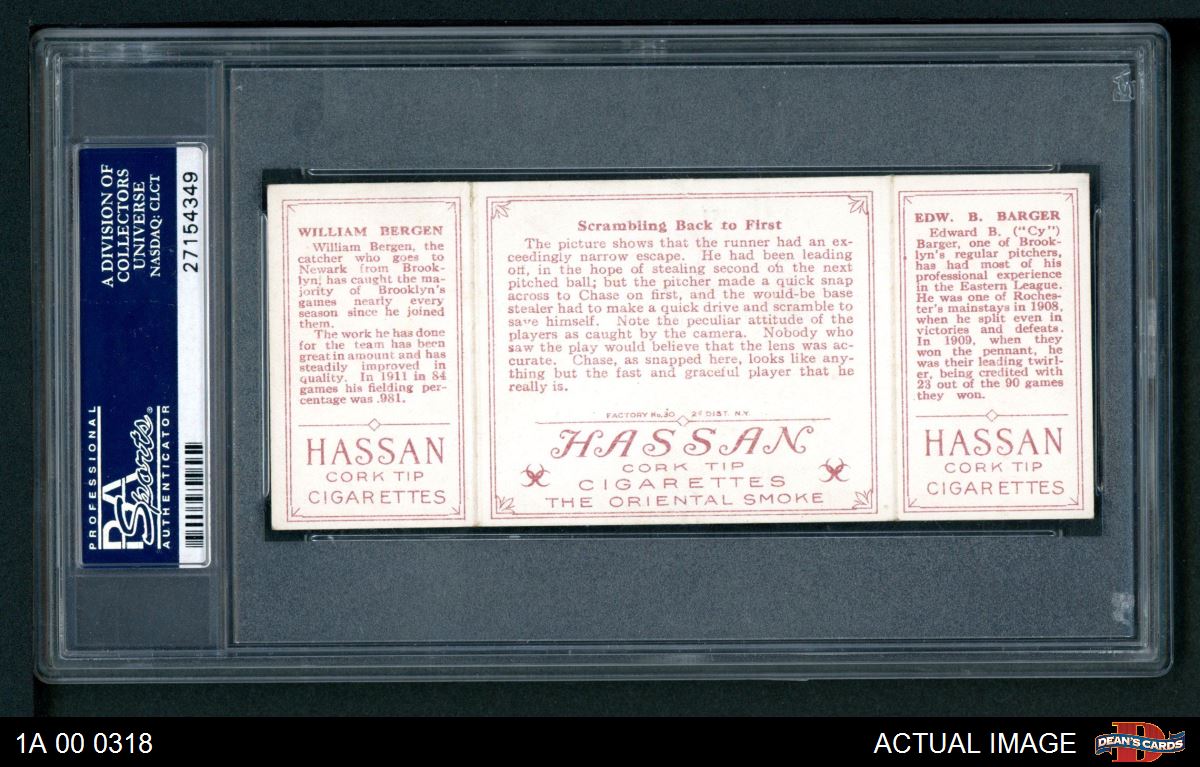 A DIVISION OF
COLLECTORS
UNIVERSE
NASDAQ: CLCT
27154349
PROFESSIONAL
PSA
Sports®
AUTHENTICATOR
WILLIAM BERGEN
William Bergen, the
catcher who goes to
Newark from Brook-
lyn, has caught the ma-
jority of Brooklyn's
games nearly every
season since he joined
them.
The work he has done
for the team has been
great in amount and has
steadily improved in
quality. In 1911 in 84
games his fielding per-
centage was .981.
HASSAN
CORK TIP
CIGARETTES
Scrambling Back to First
The picture shows that the runner had an ex-
ceedingly narrow escape. He had been leading
off, in the hope of stealing second on the next
pitched ball; but the pitcher made a quick snap
across to Chase on first, and the would-be base
stealer had to make a quick drive and scramble to
save himself. Note the peculiar attitude of the
players as caught by the camera. Nobody who
saw the play would believe that the lens was ac-
curate. Chase, as snapped here, looks like any-
thing but the fast and graceful player that he
really is.
FACTORY No. 30 2D DIST. N.Y.
HASSAN
CORK TIP
CIGARETTES
THE ORIENTAL SMOKE
EDW. B. BARGER
Edward B. ("Cy")
Barger, one of Brook-
lyn's regular pitchers,
has had most of his
professional experience
in the Eastern League.
He was one of Roches-
ter's mainstays in 1908,
when he split even in
victories and defeats.
In 1909, when they
won the pennant, he
was their leading twirl-
er, being credited with
23 out of the 90 games
they won.
HASSAN
CORK TIP
CIGARETTES
1A 00 0318
ACTUAL IMAGE
D
DEAN'S CARDS